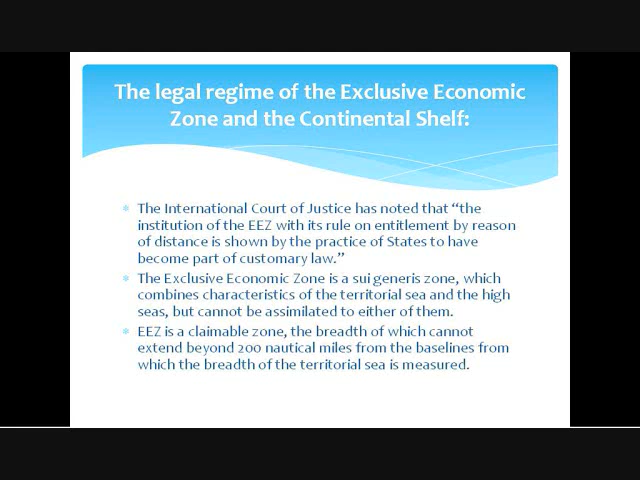 The legal regime of the Exclusive Economic
Zone and the Continental Shelf:
The International Court of Justice has noted that “the
institution of the EEZ with its rule on entitlement by reason
of distance is shown by the practice of States to have
become part of customary law.”
The Exclusive Economic Zone is a sui generis zone, which
combines characteristics of the territorial sea and the high
seas, but cannot be assimilated to either of them.
EEZ is a claimable zone, the breadth of which cannot
extend beyond 200 nautical miles from the baselines from
which the breadth of the territorial sea is measured.